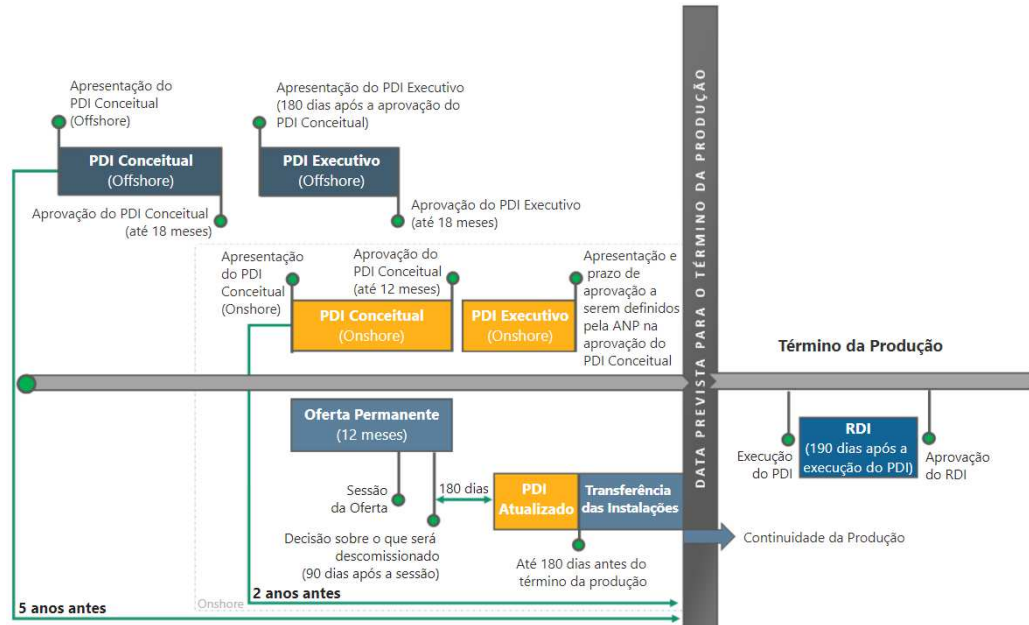 Apresentação do
PDI Conceitual
(Offshore)
PDI Conceitual
(Offshore)
Aprovação do PDI Conceitual
(até 18 meses)
Apresentação do PDI Executivo
(180 dias após a aprovação do
PDI Conceitual)
PDI Executivo
(Offshore)
Aprovação do PDI Executivo
(até 18 meses)
Apresentação
do PDI
Conceitual
(Onshore)
Aprovação do
PDI Conceitual
(até 12 meses)
PDI Conceitual
(Onshore)
PDI Executivo
(Onshore)
Apresentação e
prazo de
aprovação a
serem definidos
pela ANP na
aprovação do
PDI Conceitual
DATA PREVISTA PARA O TÉRMINO DA PRODUÇÃO
Término da Produção
Oferta Permanente
(12 meses)
Sessão
da Oferta
Decisão sobre o que será
descomissionado
(90 dias após a sessão)
180 dias
PDI
Atualizado
Transferência
das Instalações
Até 180 dias antes do
término da produção
Execução
do PDI
RDI
(190 dias após a
execução do PDI)
Aprovação
do RDI
Continuidade da Produção
Onshore
2 anos antes
5 anos antes